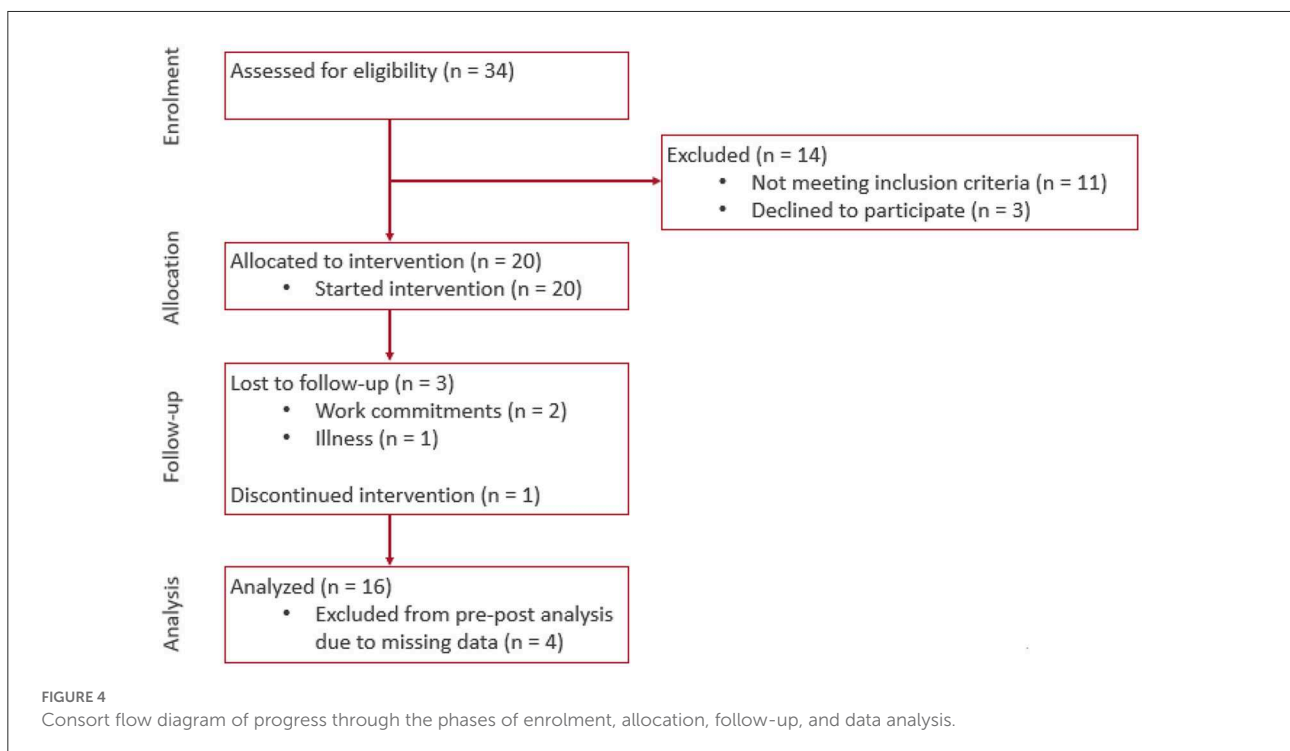 Enrolment
Assessed for eligibility (n = 34)
Excluded (n = 14)
• Not meeting inclusion criteria (n = 11)
• Declined to participate (n = 3)
Allocation
Allocated to intervention (n = 20)
• Started intervention (n = 20)
Follow-up
Lost to follow-up (n = 3)
• Work commitments (n = 2)
• Illness (n = 1)
Discontinued intervention (n = 1)
Analysis
Analyzed (n = 16)
• Excluded from pre-post analysis
due to missing data (n = 4)
FIGURE 4
Consort flow diagram of progress through the phases of enrolment, allocation, follow-up, and data analysis.